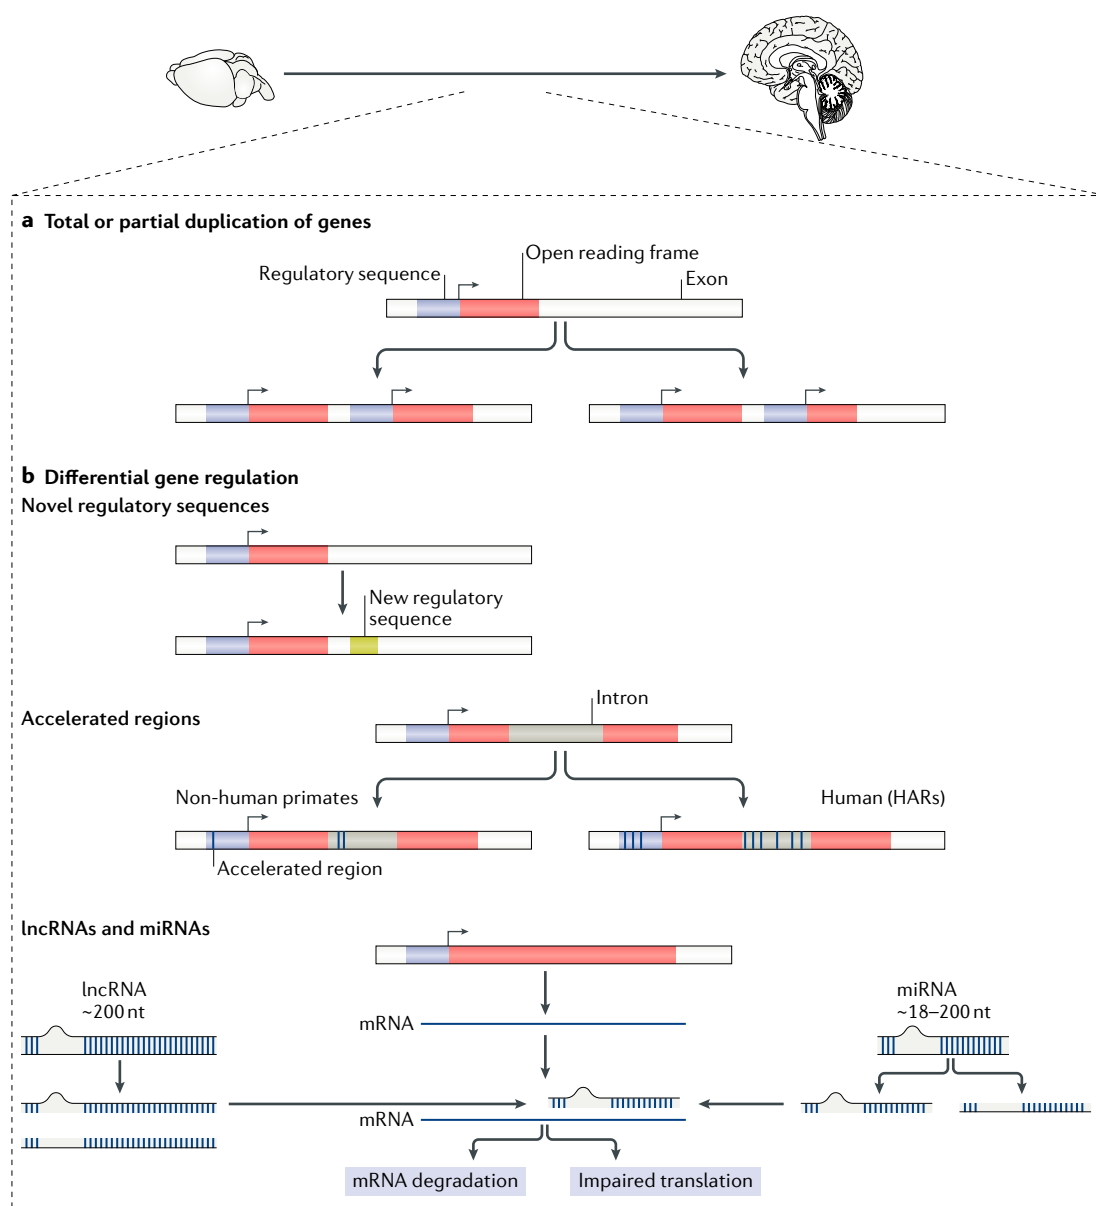 a Total or partial duplication of genes
Open reading frame
Regulatory sequence
Exon
b Differential gene regulation
Novel regulatory sequences
New regulatory
sequence
Intron
Accelerated regions
Non-human primates
Human (HARs)
Accelerated region
lncRNAs and miRNAs
lncRNA
~200 nt
miRNA
~18–200 nt
mRNA
mRNA
mRNA degradation
Impaired translation